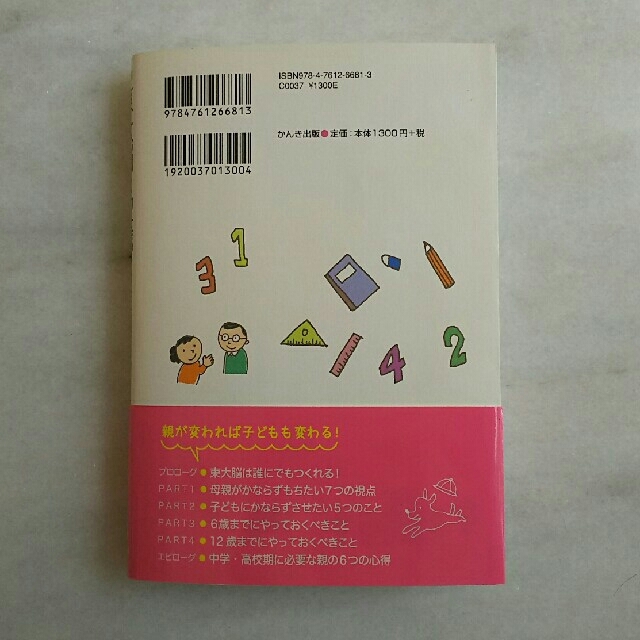 ISBN978-4-7612-6681-3
C0037 ¥1300E
9784761266813
かんき出版●定価：本体1300円+税
1920037013004
1
3
2
4
親が変われば子どもも変わる！
プロローグ●東大脳は誰にでもつくれる！
PART1●母親がかならずもちたい7つの視点
PART2●子どもにかならずさせたい5つのこと
PART3●6歳までにやっておくべきこと
PART4●12歳までにやっておくべきこと
エピローグ●中学・高校期に必要な親の6つの心得